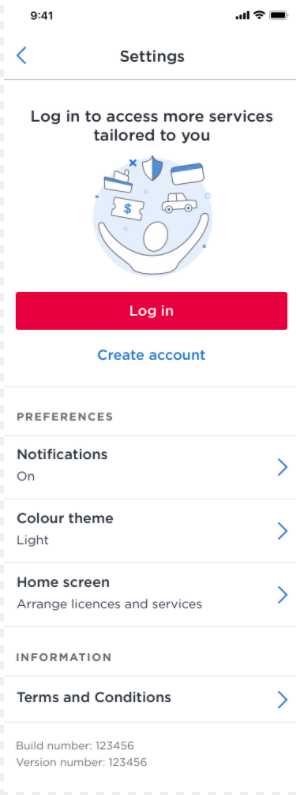 9:41
Settings
Log in to access more services
tailored to you
$
Log in
Create account
PREFERENCES
Notifications
On
Colour theme
Light
Home screen
Arrange licences and services
INFORMATION
Terms and Conditions
Build number: 123456
Version number: 123456